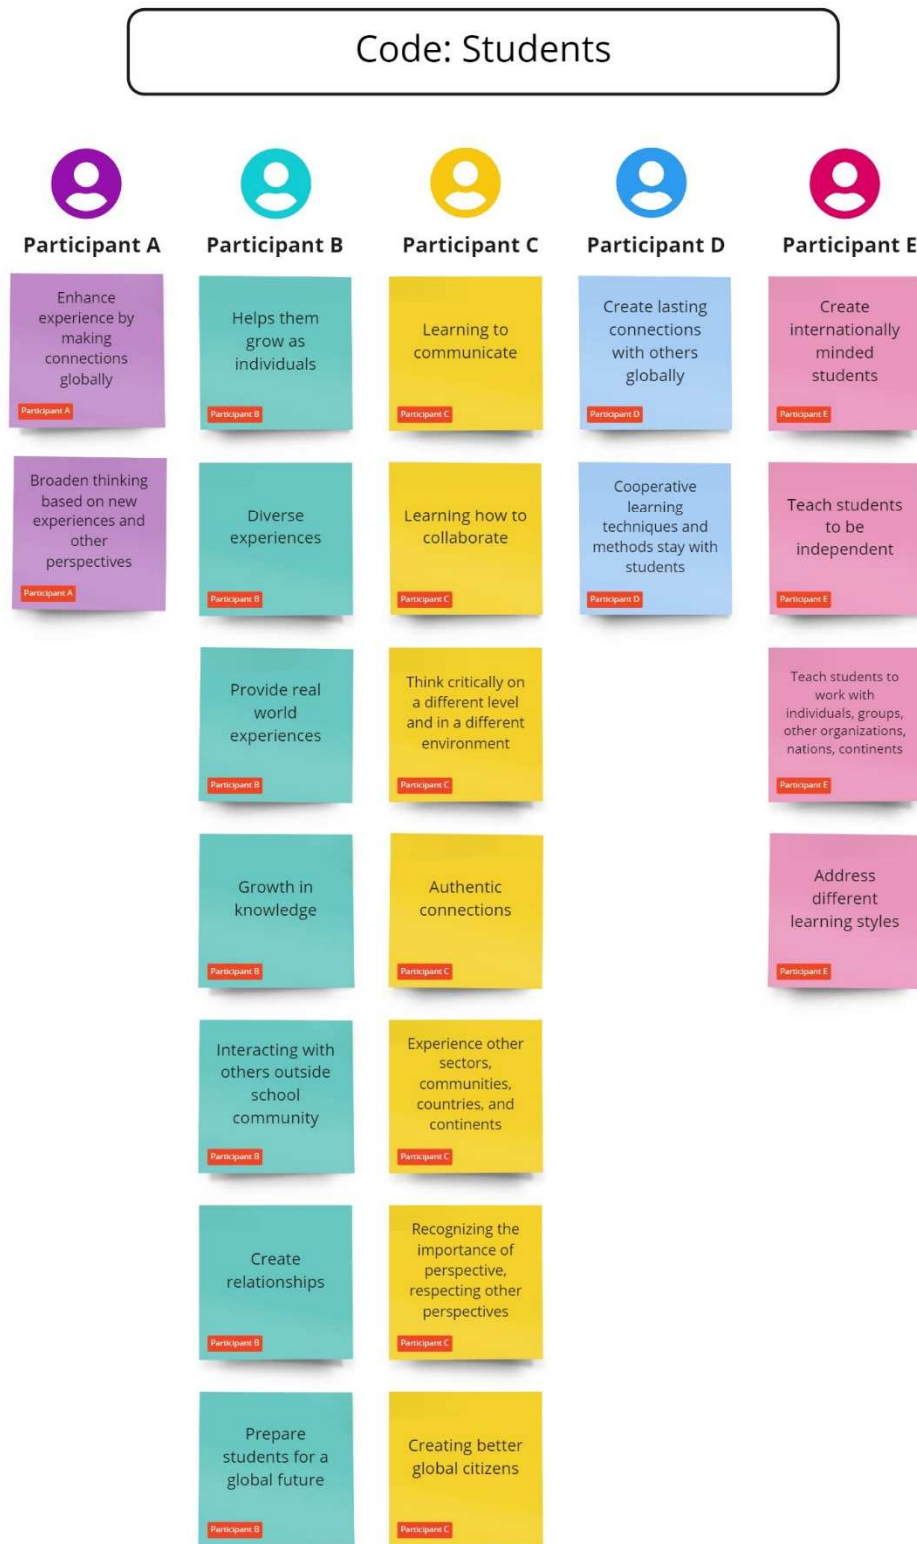 Code: Students
Participant A
Participant B
Participant C
Participant D
Participant E
Enhance
experience by
making
connections
globally
Participant A
Helps them
grow as
individuals
Participant B
Learning to
communicate
Participant C
Create lasting
connections
with others
globally
Participant D
Create
internationally
minded
students
Participant E
Broaden thinking
based on new
experiences and
other
perspectives
Participant A
Diverse
experiences
Participant B
Learning how to
collaborate
Participant C
Cooperative
learning
techniques and
methods stay with
students
Participant D
Teach students
to be
independent
Participant E
Provide real
world
experiences
Participant B
Think critically on
a different level
and in a different
environment
Participant C
Teach students to
work with
individuals, groups,
other organizations,
nations, continents
Participant E
Growth in
knowledge
Participant B
Authentic
connections
Participant C
Address
different
learning styles
Participant E
Interacting with
others outside
school
community
Participant B
Experience other
sectors,
communities,
countries, and
continents
Participant C
Create
relationships
Participant B
Recognizing the
importance of
perspective,
respecting other
perspectives
Participant C
Prepare
students for a
global future
Participant B
Creating better
global citizens
Participant C